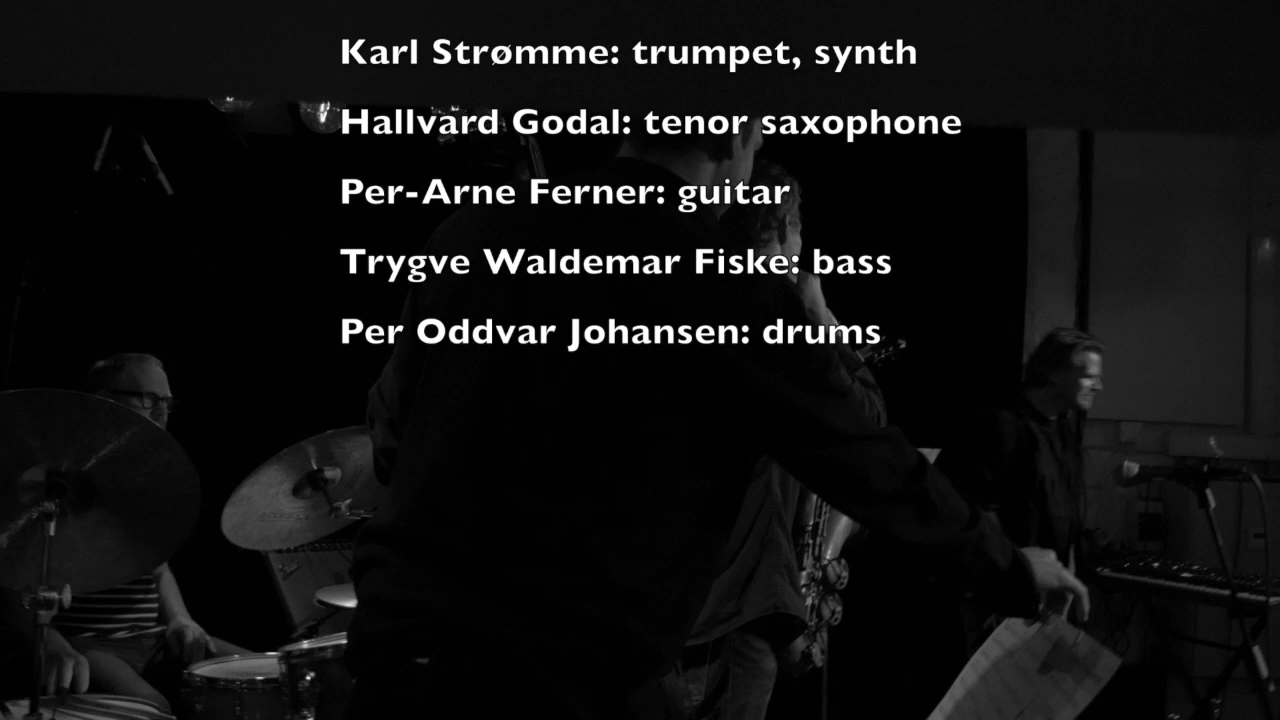 Karl Strømme: trumpet, synth
Hallvard Godal: tenor saxophone
Per-Arne Ferner: guitar
Trygve Waldemar Fiske: bass
Per Oddvar Johansen: drums